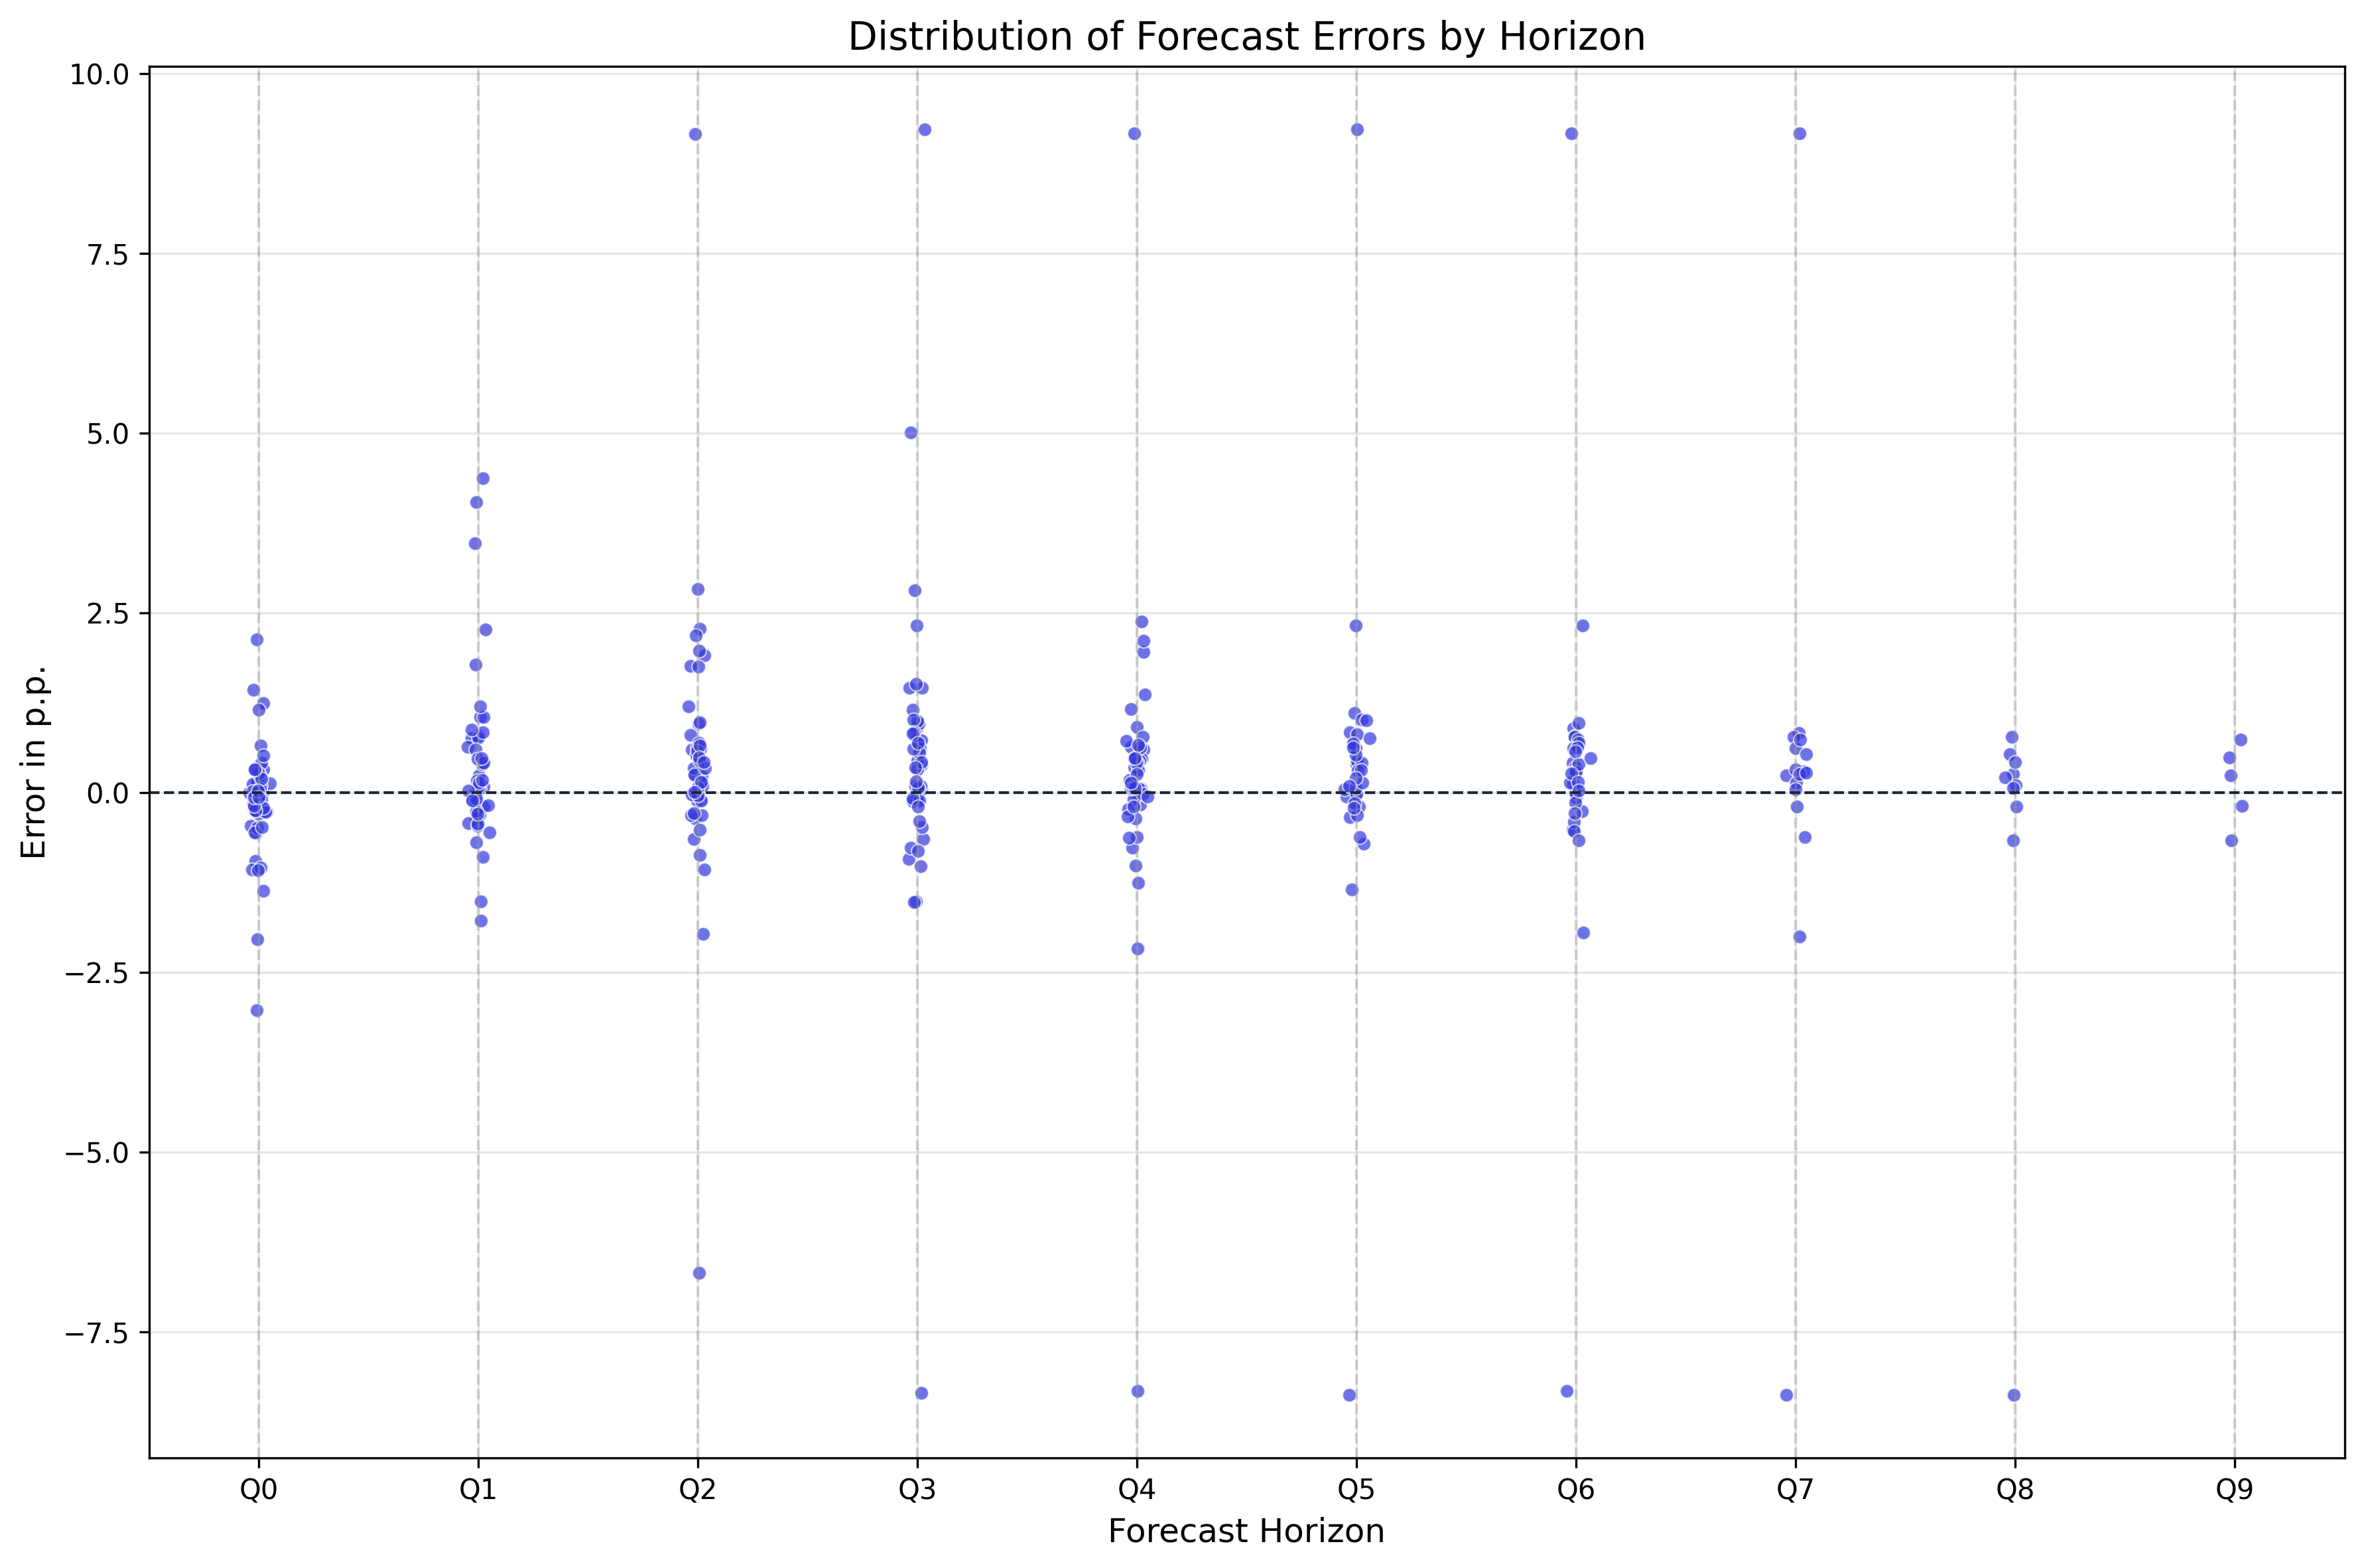 Distribution of Forecast Errors by Horizon
Error in p.p.
10.0
7.5
5.0
2.5
0.0
−2.5
−5.0
−7.5
Q0 Q1 Q2 Q3 Q4 Q5 Q6 Q7 Q8 Q9
Forecast Horizon